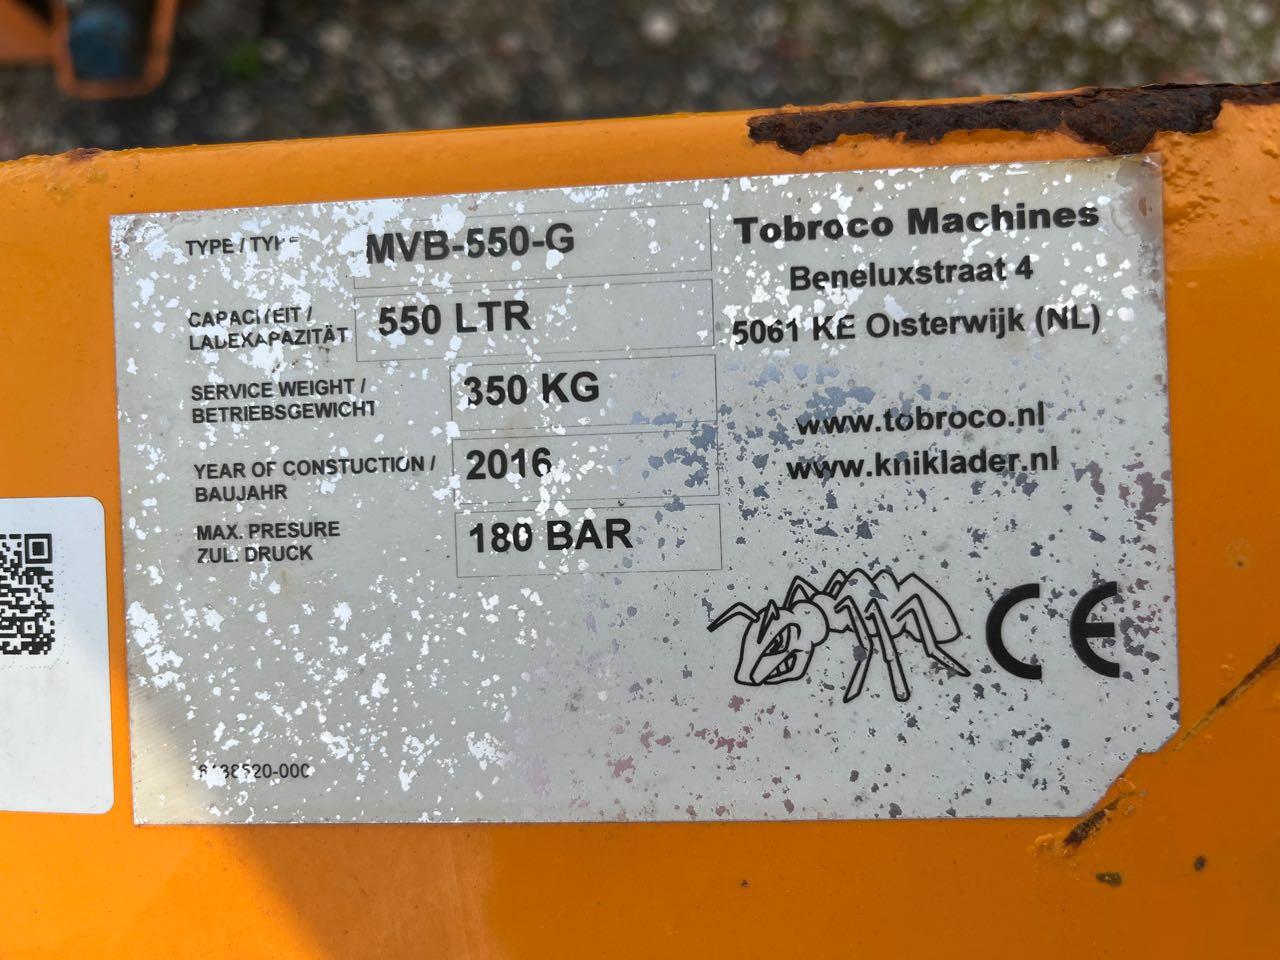 TYPE / TYPE MVB-550-G
CAPACITEIT / LADEKAPAZITÄT 550 LTR
SERVICE WEIGHT / BETRIEBSGEWICHT 350 KG
YEAR OF CONSTUCTION / BAUJAHR 2016
MAX. PRESURE ZUL. DRUCK 180 BAR
Tobroco Machines
Beneluxstraat 4
5061 KE Oisterwijk (NL)
www.tobroco.nl
www.kniklader.nl
CE